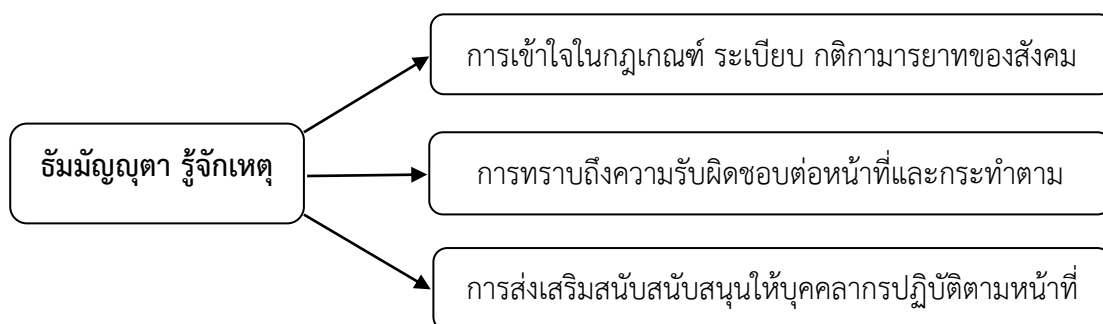 การเข้าใจในกฎเกณฑ์ ระเบียบ กติกามารยาทของสังคม
ธัมมัญญุตา รู้จักเหตุ
การทราบถึงความรับผิดชอบต่อหน้าที่และกระทำตาม
การส่งเสริมสนับสนับสนุนให้บุคคลากรปฏิบัติตามหน้าที่